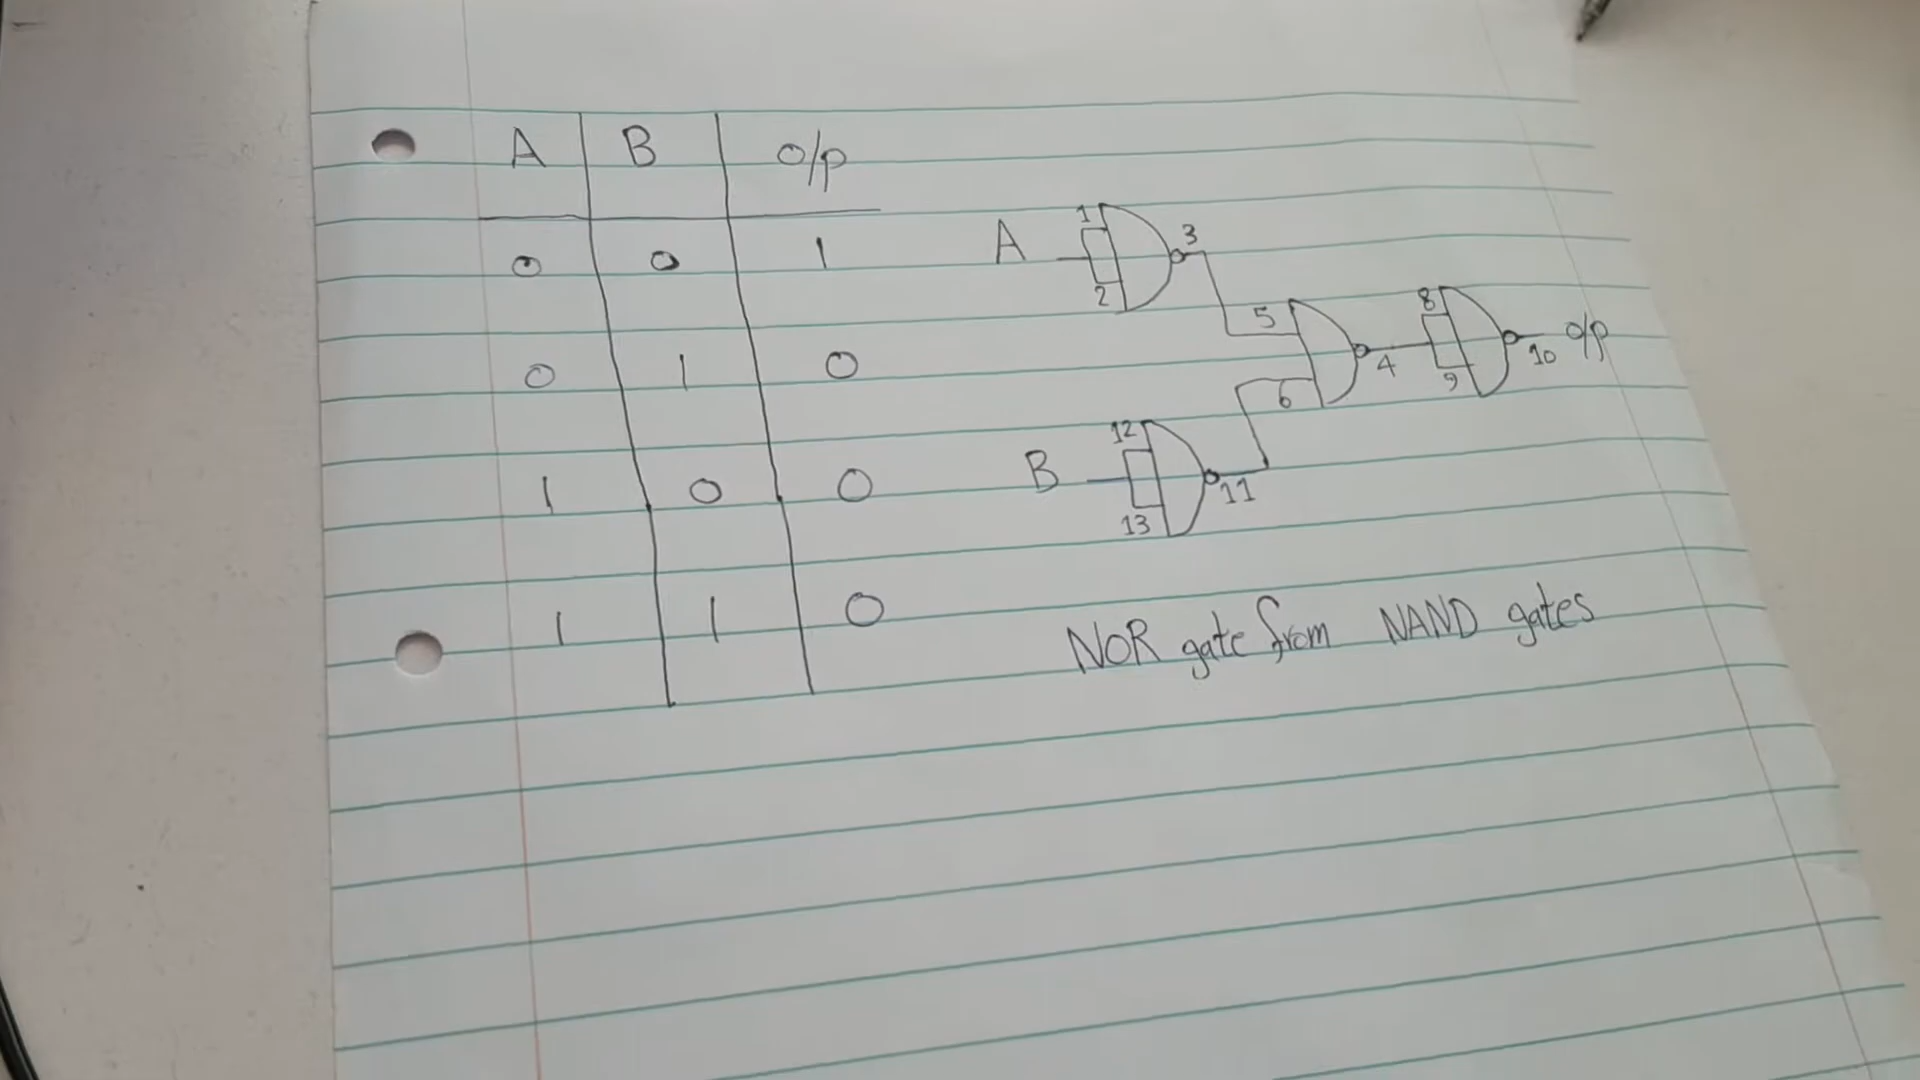 A B o/p
0 0 1
0 1 0
1 0 0
1 1 0
A 1 2 3
5 6 4 8 9 10 o/p
B 12 13 11
NOR gate from NAND gates